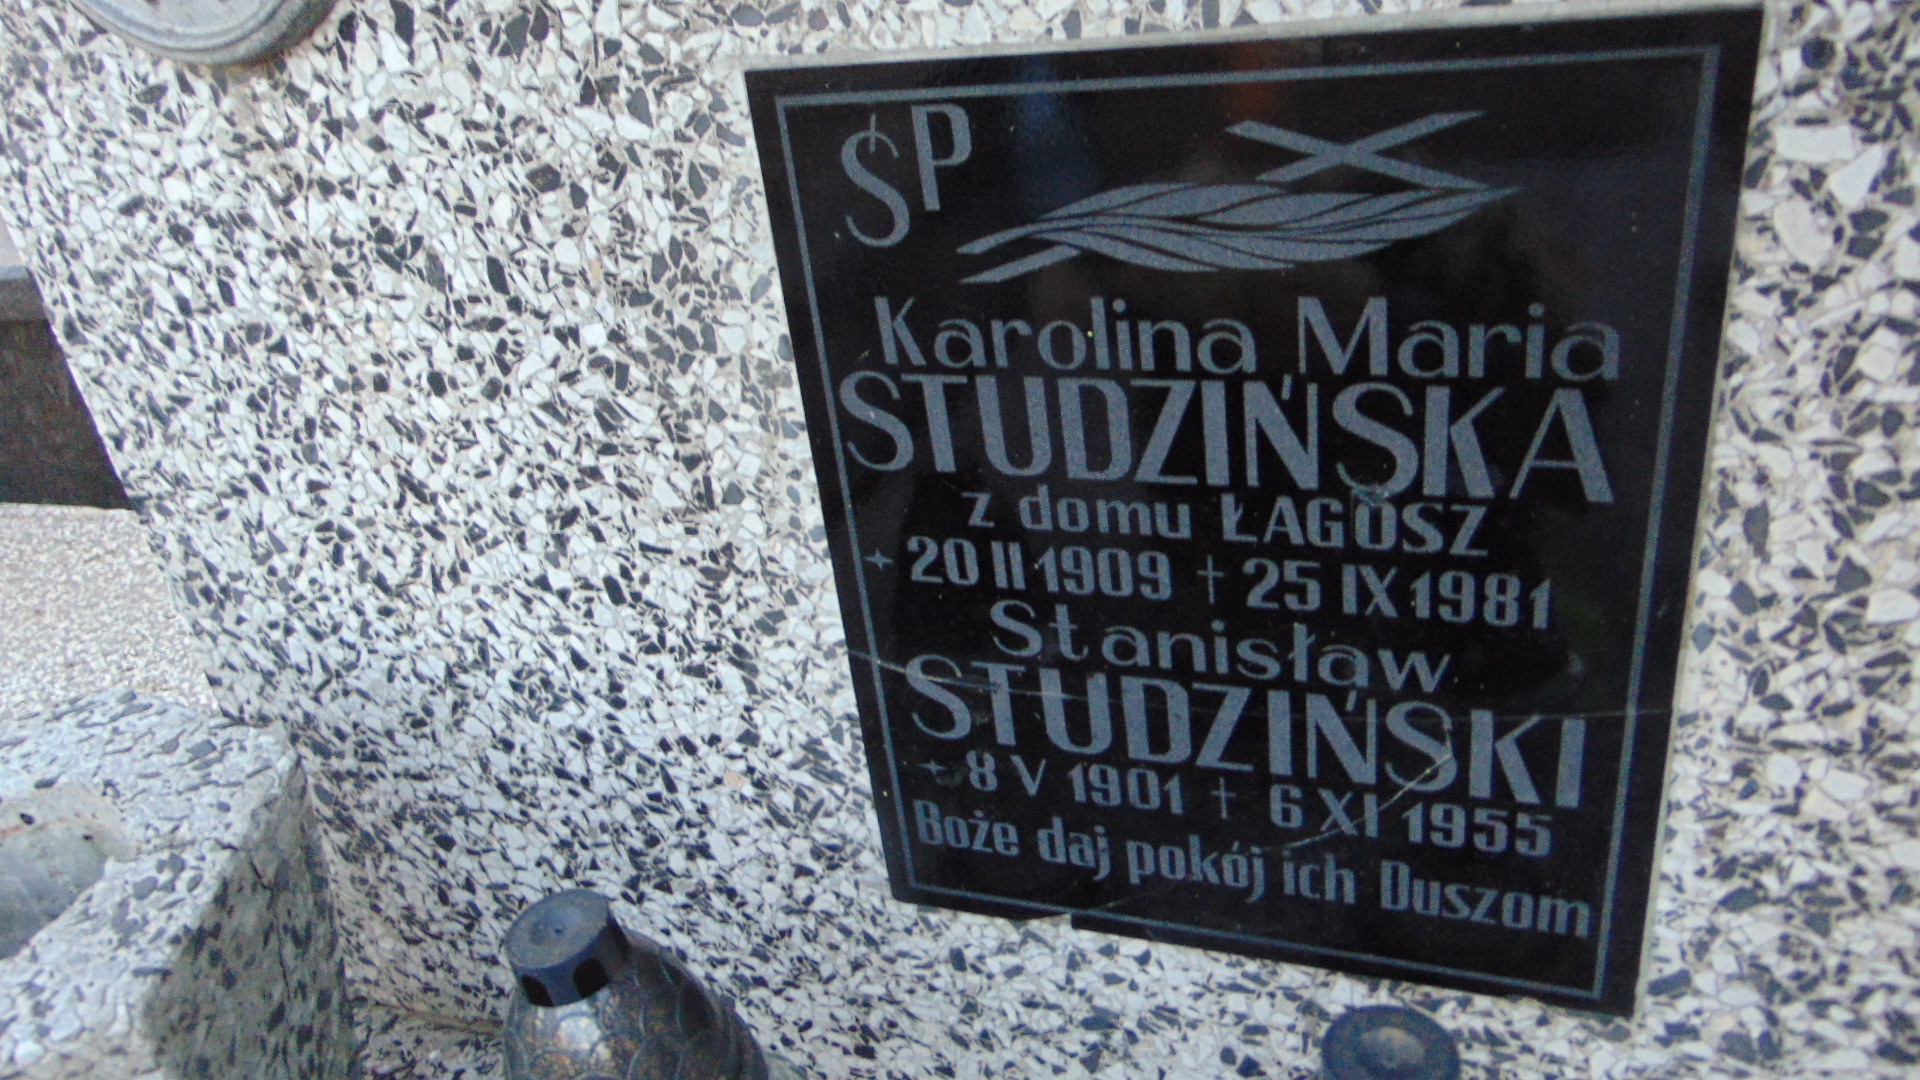 ŚP
Karolina Maria
STUDZIŃSKA
z domu ŁAGOSZ
20 II 1909 † 25 IX 1981
Stanisław
STUDZIŃSKI
8 V 1901 † 6 XI 1955
Boże daj pokój ich Duszom